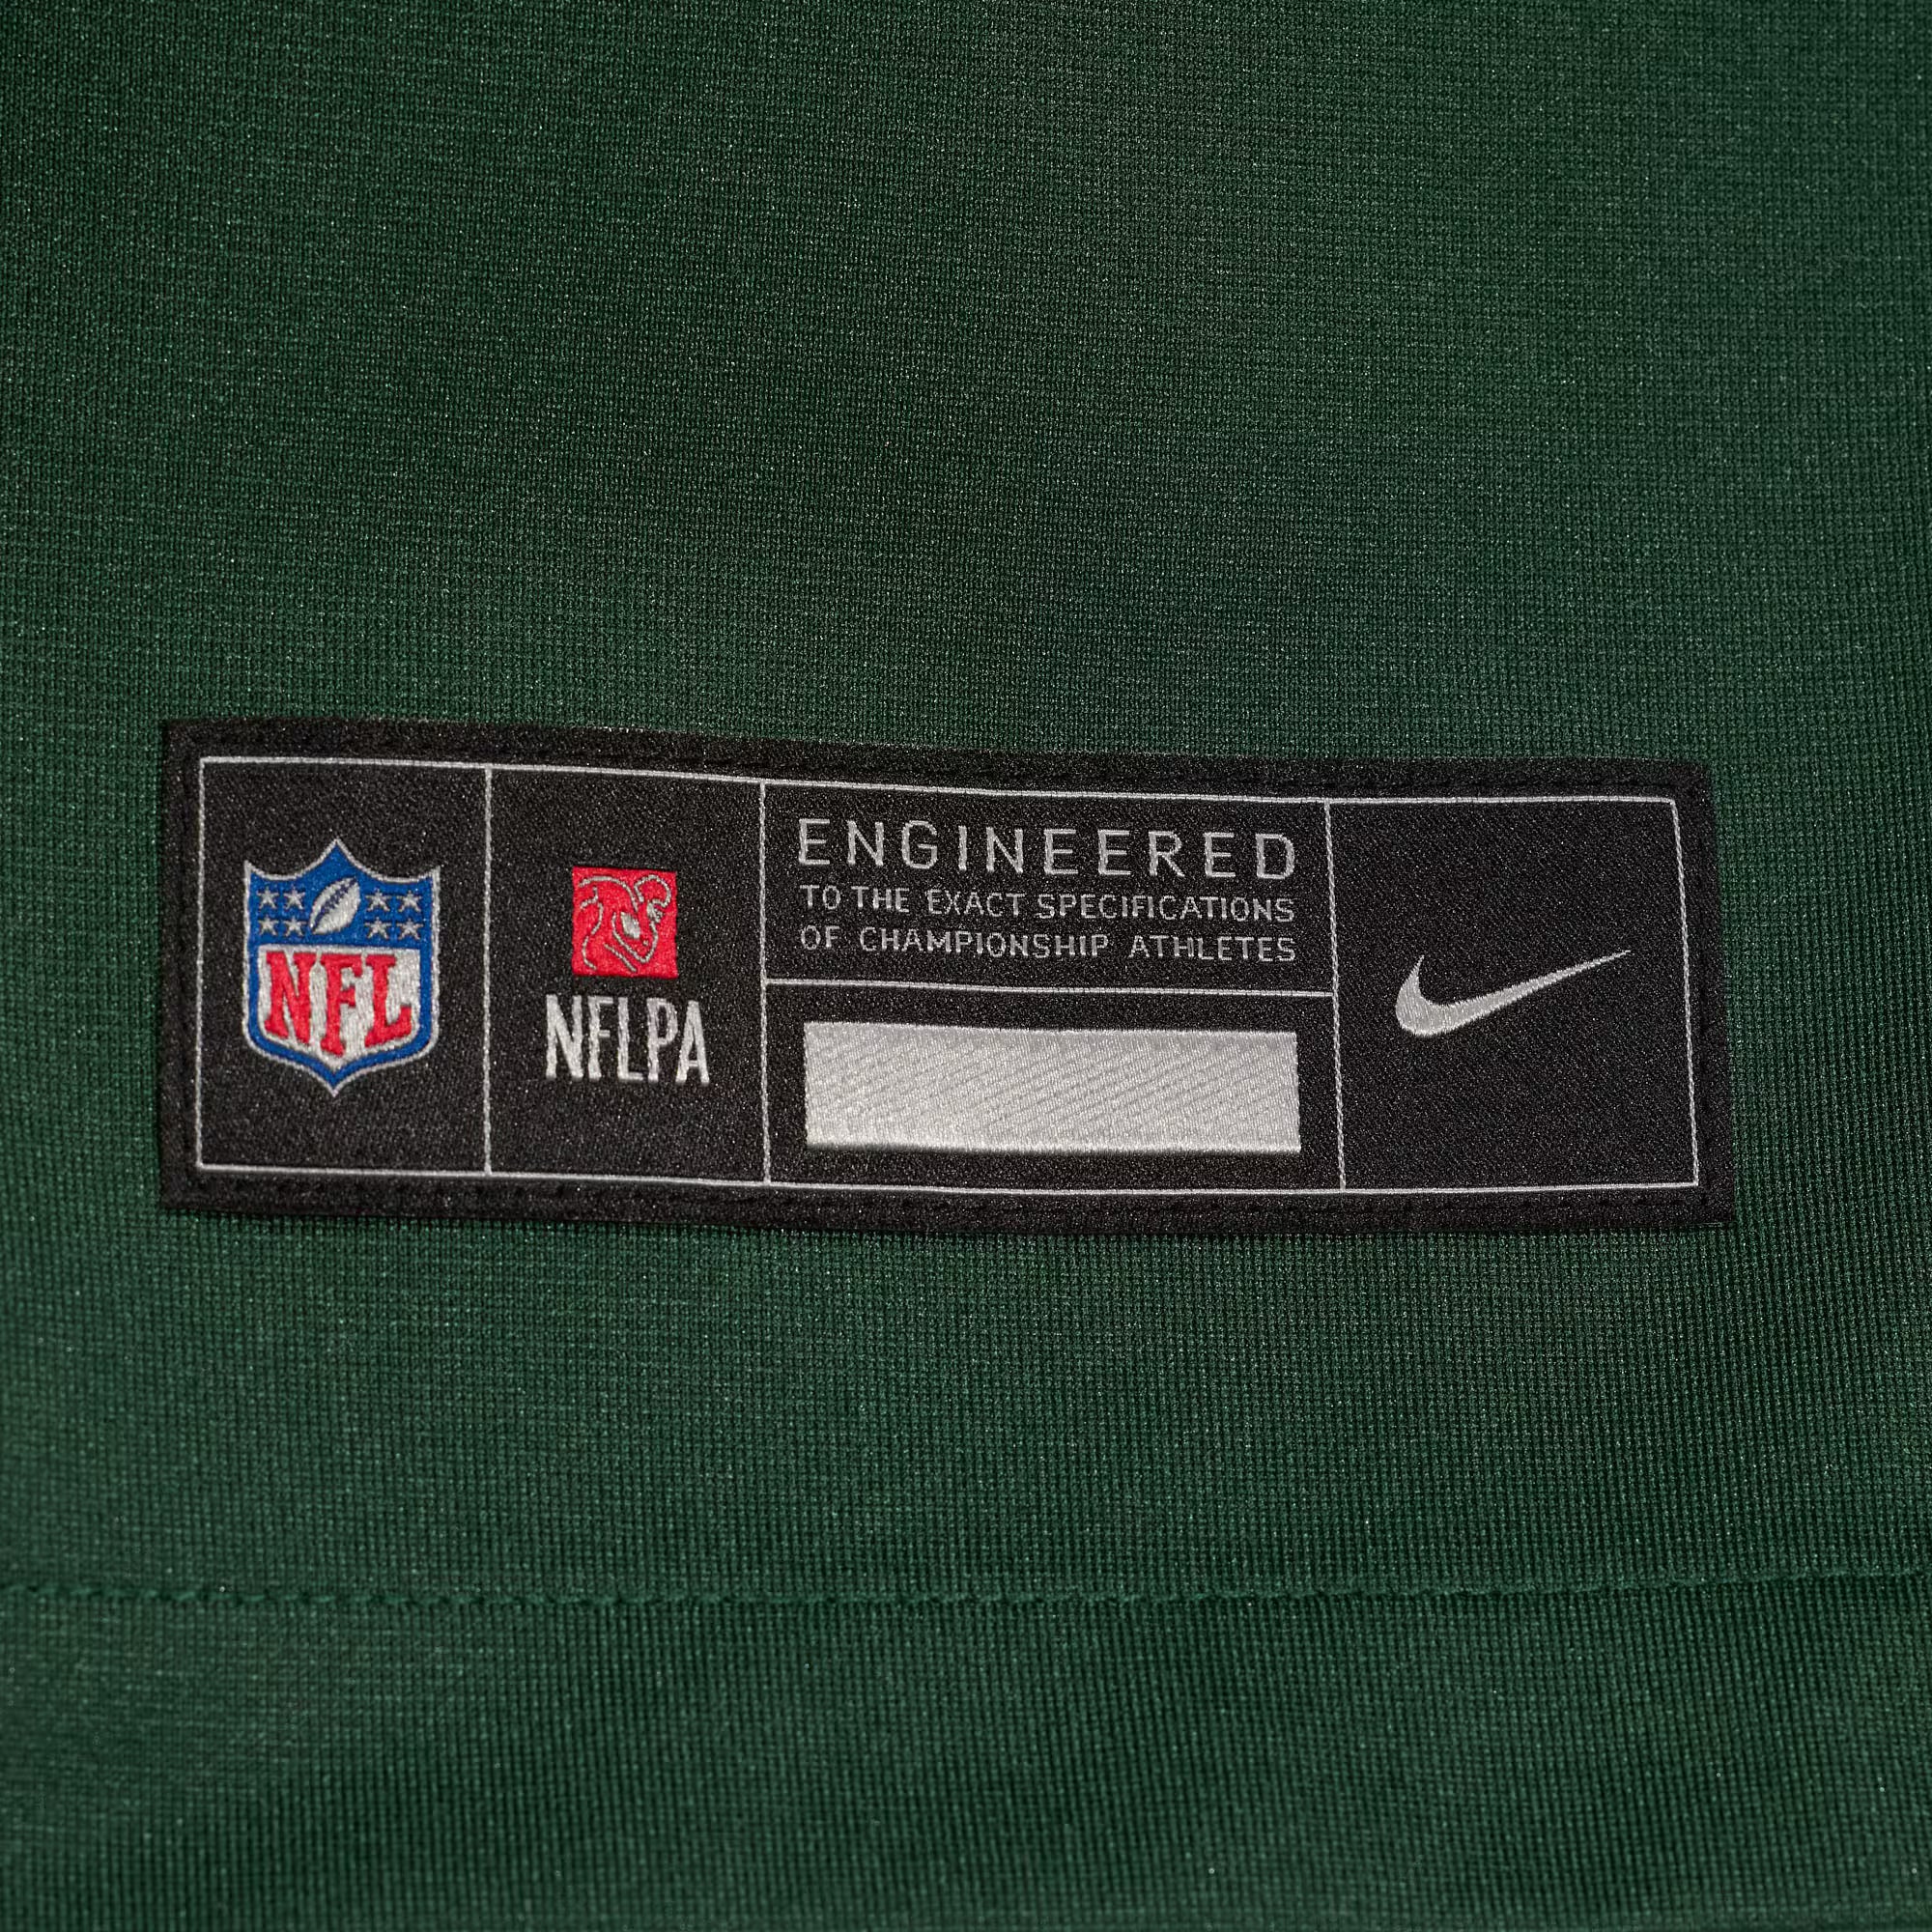 NFL
NFLPA
ENGINEERED
TO THE EXACT SPECIFICATIONS
OF CHAMPIONSHIP ATHLETES